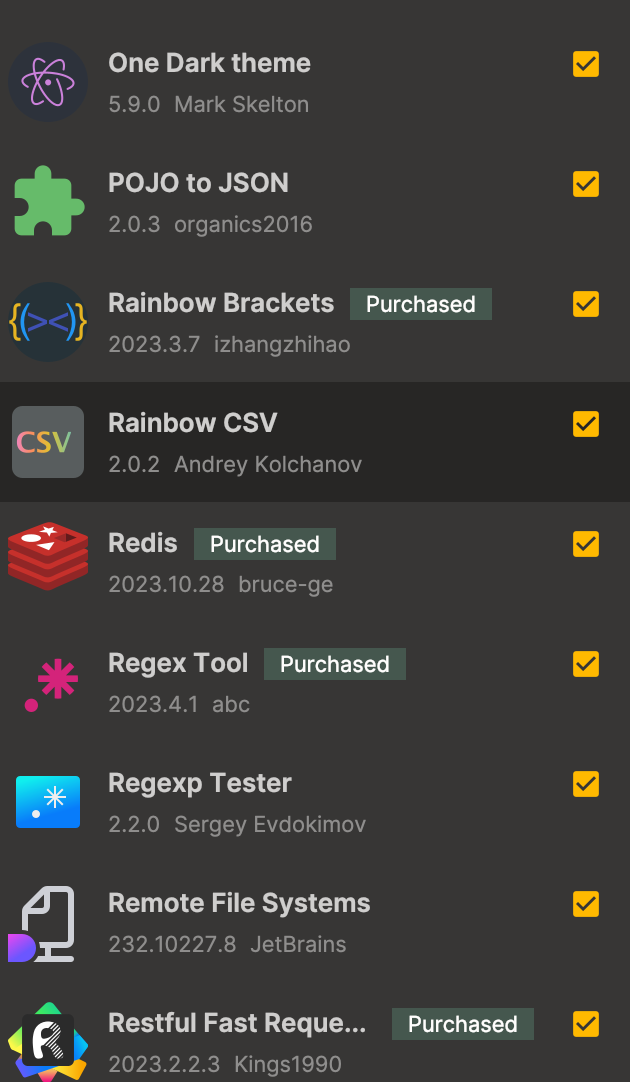 One Dark theme
5.9.0 Mark Skelton
POJO to JSON
2.0.3 organics2016
Rainbow Brackets Purchased
2023.3.7 izhangzhihao
CSV
Rainbow CSV
2.0.2 Andrey Kolchanov
Redis Purchased
2023.10.28 bruce-ge
Regex Tool Purchased
2023.4.1 abc
Regexp Tester
2.2.0 Sergey Evdokimov
Remote File Systems
232.10227.8 JetBrains
Restful Fast Reque... Purchased
2023.2.2.3 Kings1990